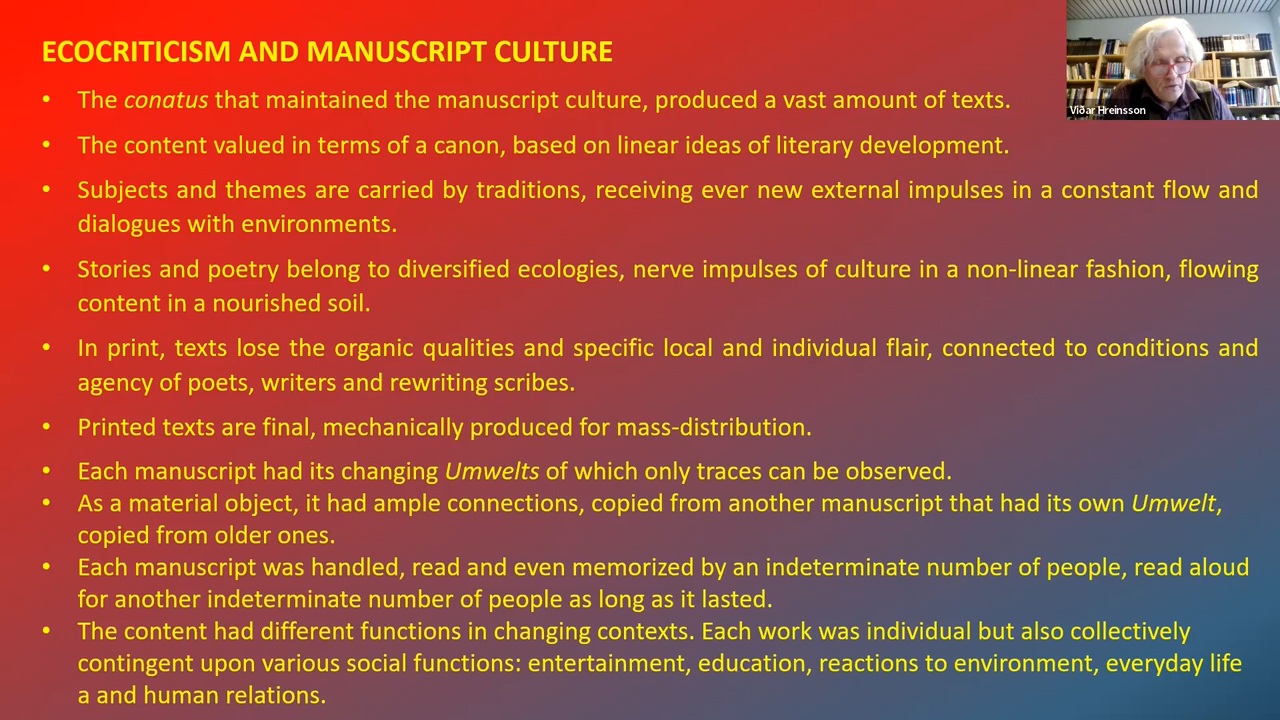 ECOCRITICISM AND MANUSCRIPT CULTURE
• The conatus that maintained the manuscript culture, produced a vast amount of texts.
• The content valued in terms of a canon, based on linear ideas of literary development.
• Subjects and themes are carried by traditions, receiving ever new external impulses in a constant flow and
dialogues with environments.
• Stories and poetry belong to diversified ecologies, nerve impulses of culture in a non-linear fashion, flowing
content in a nourished soil.
• In print, texts lose the organic qualities and specific local and individual flair, connected to conditions and
agency of poets, writers and rewriting scribes.
• Printed texts are final, mechanically produced for mass-distribution.
• Each manuscript had its changing Umwelts of which only traces can be observed.
• As a material object, it had ample connections, copied from another manuscript that had its own Umwelt,
copied from older ones.
• Each manuscript was handled, read and even memorized by an indeterminate number of people, read aloud
for another indeterminate number of people as long as it lasted.
• The content had different functions in changing contexts. Each work was individual but also collectively
contingent upon various social functions: entertainment, education, reactions to environment, everyday life
a and human relations.
Viðar Hreinsson